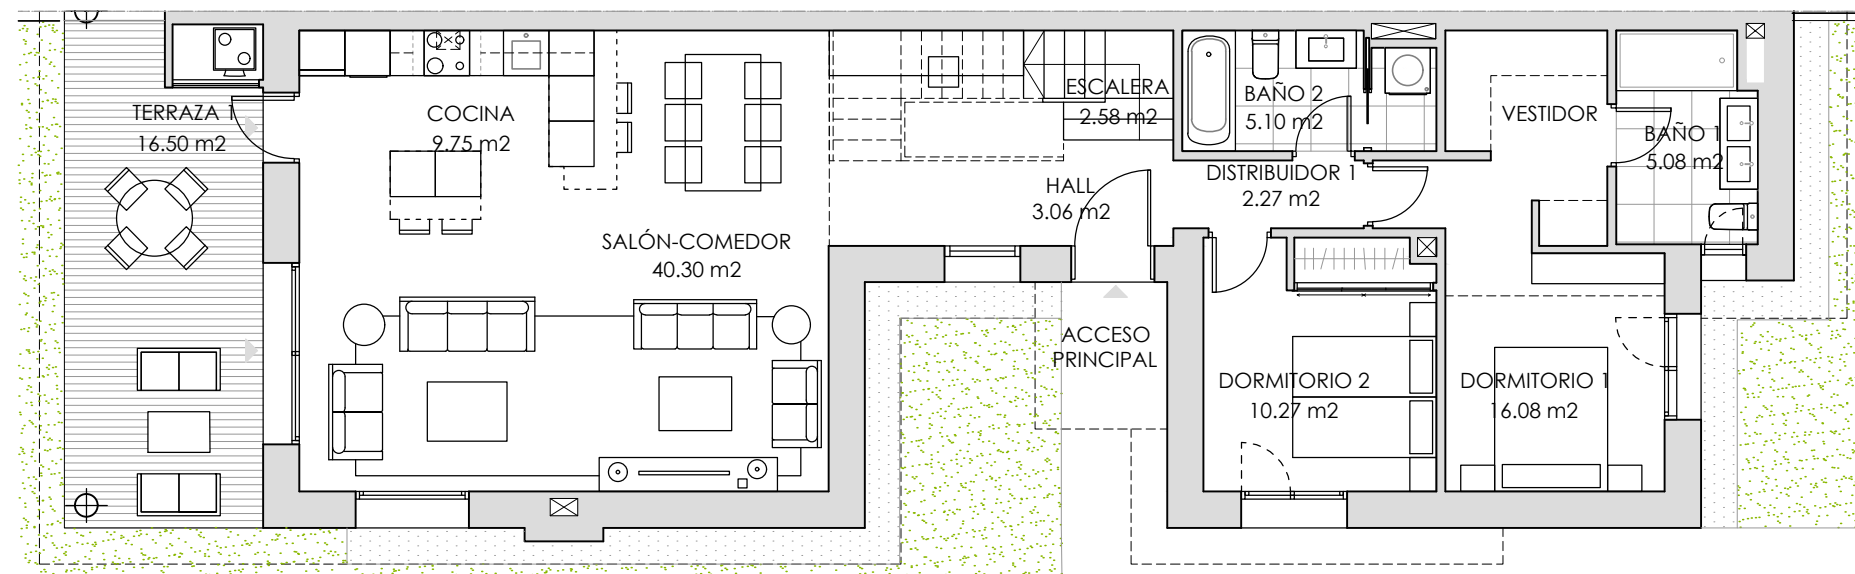 TERRAZA 1
16.50 m2
COCINA
9.75 m2
SALÓN-COMEDOR
40.30 m2
ESCALERA
2.58 m2
HALL
3.06 m2
ACCESO
PRINCIPAL
BAÑO 2
5.10 m2
DISTRIBUIDOR 1
2.27 m2
VESTIDOR
BAÑO 1
5.08 m2
DORMITORIO 2
10.27 m2
DORMITORIO 1
16.08 m2